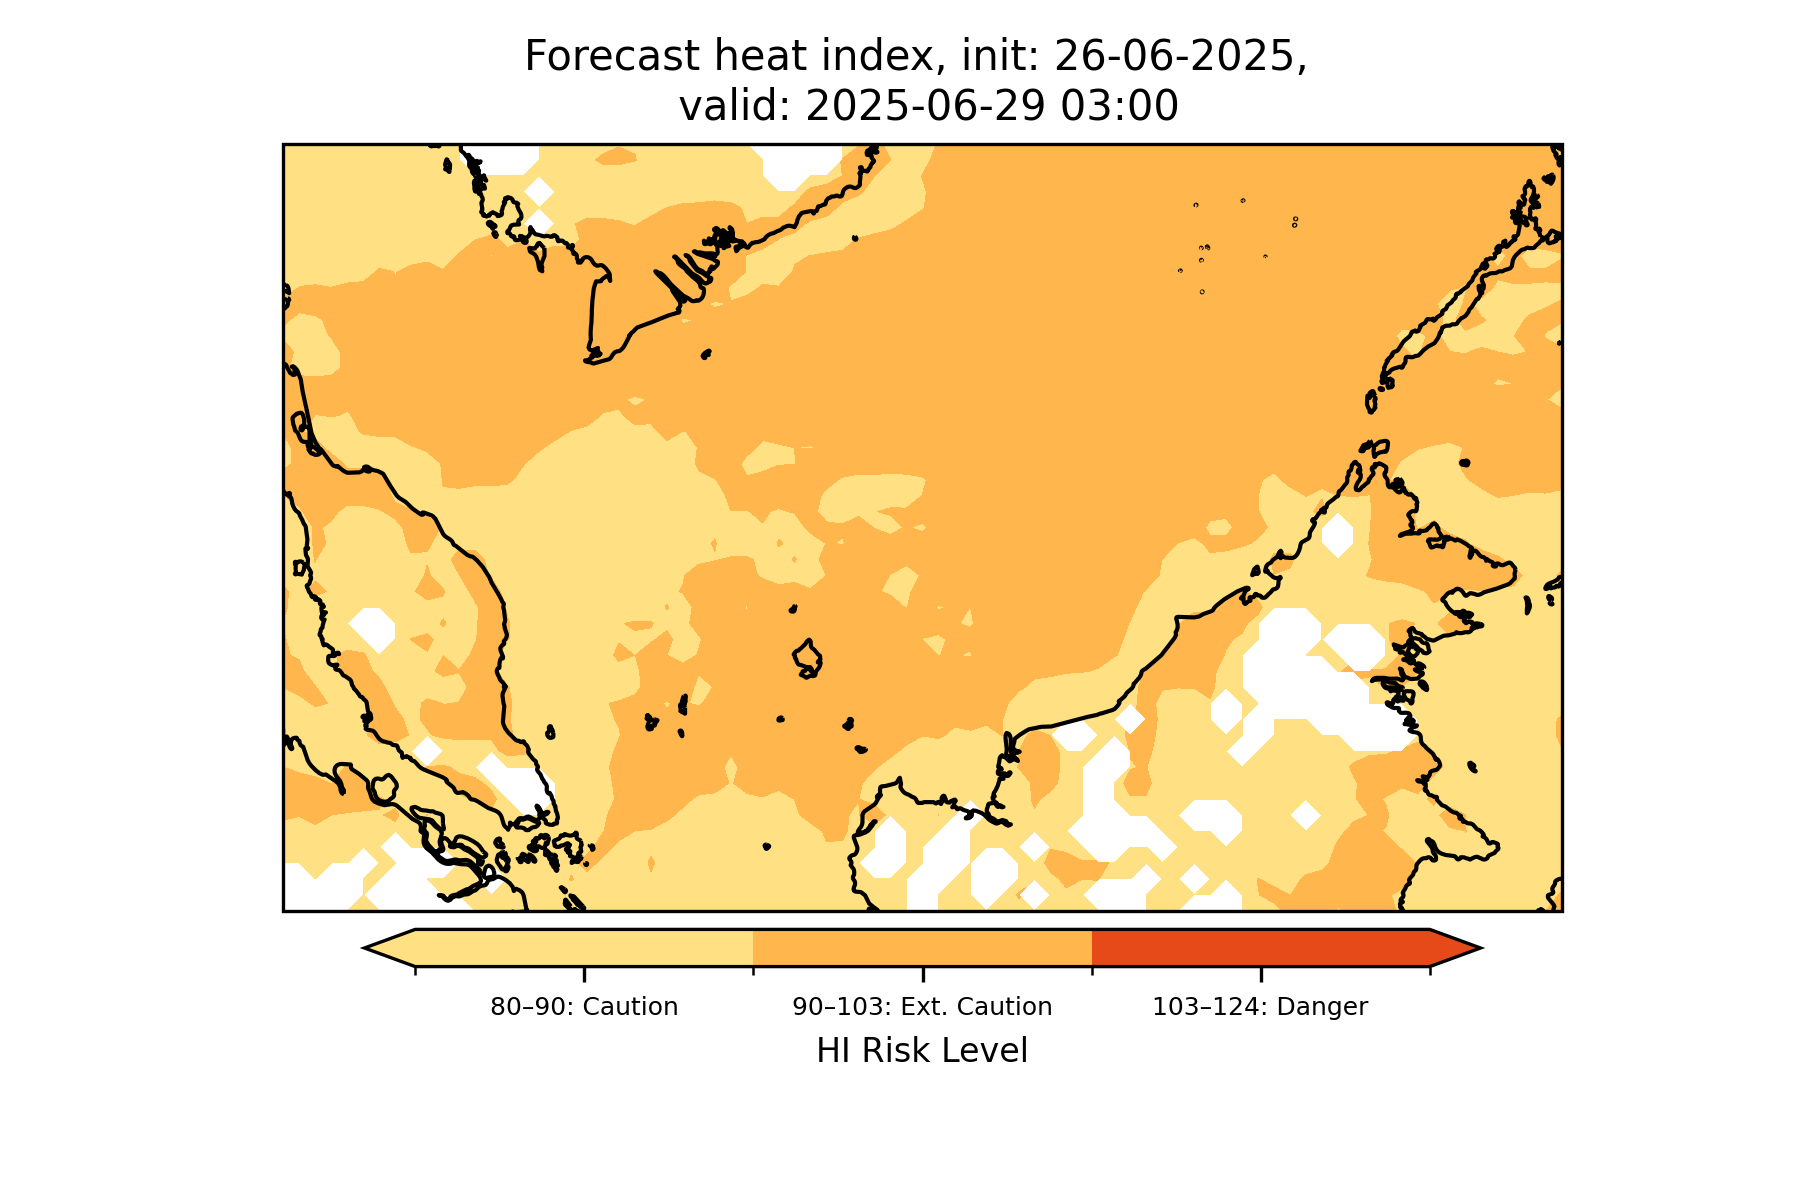 Forecast heat index, init: 26-06-2025,
valid: 2025-06-29 03:00
80–90: Caution
90–103: Ext. Caution
103–124: Danger
HI Risk Level